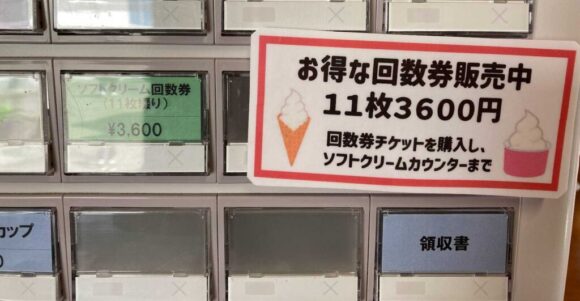 お得な回数券販売中
11枚3600円
回数券チケットを購入し、
ソフトクリームカウンターまで
ソフトクリーム回数券
(11枚綴り)
¥3,600
カップ
0
領収書